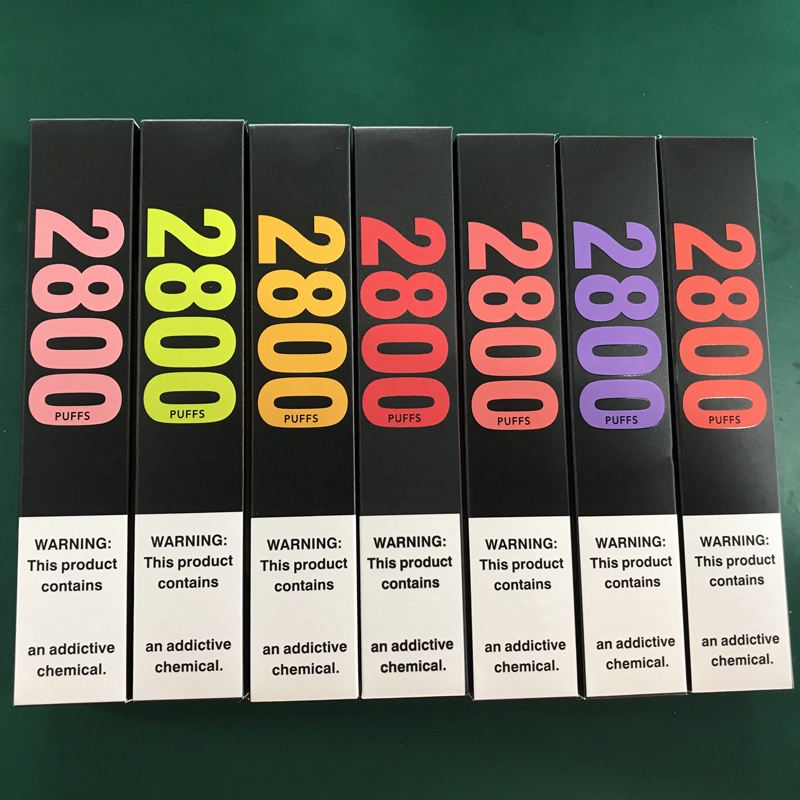 2800
PUFFS
WARNING:
This product
contains
an addictive
chemical.
2800
PUFFS
WARNING:
This product
contains
an addictive
chemical.
2800
PUFFS
WARNING:
This product
contains
an addictive
chemical.
2800
PUFFS
WARNING:
This product
contains
an addictive
chemical.
2800
PUFFS
WARNING:
This product
contains
an addictive
chemical.
2800
PUFFS
WARNING:
This product
contains
an addictive
chemical.
2800
PUFFS
WARNING:
This product
contains
an addictive
chemical.